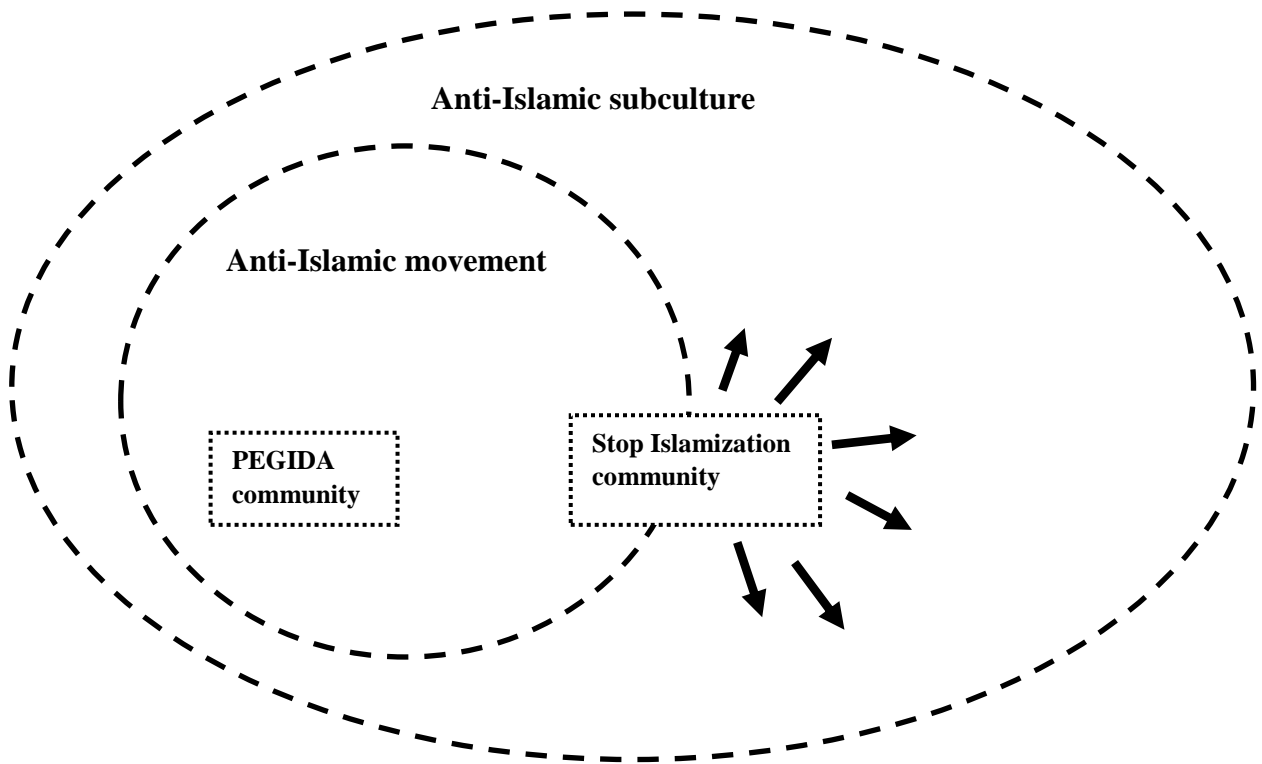 Anti-Islamic subculture
Anti-Islamic movement
PEGIDA
community
Stop Islamization
community